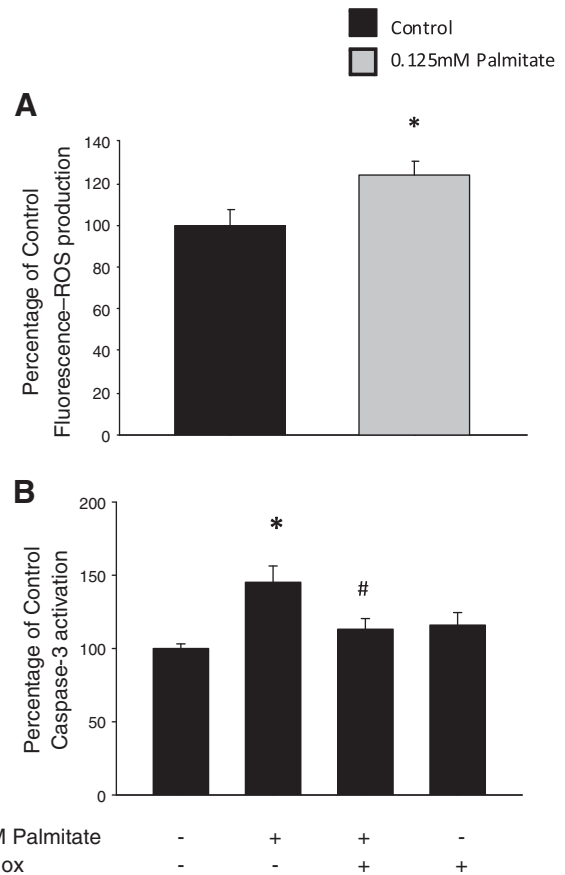 Control
0.125mM Palmitate
A
*
140
120
100
80
60
40
20
0
Percentage of Control
Fluorescence–ROS production
B
200
150
100
50
0
Percentage of Control
Caspase-3 activation
*
#
M Palmitate - + + -
ox - - + +